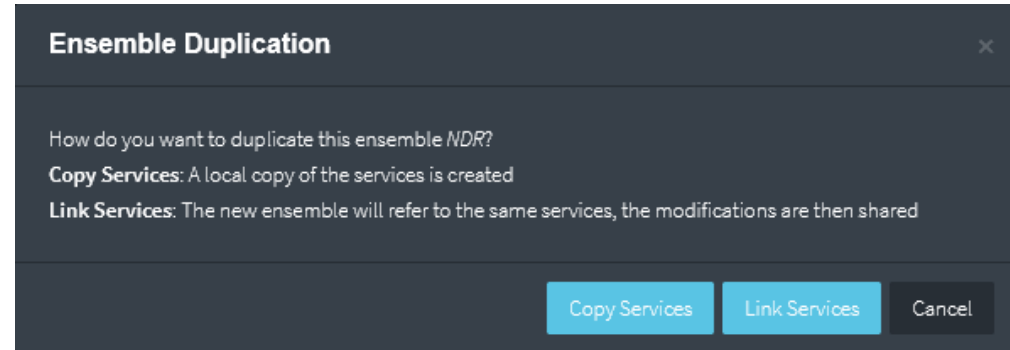 Ensemble Duplication ×
How do you want to duplicate this ensemble NDR?
Copy Services: A local copy of the services is created
Link Services: The new ensemble will refer to the same services, the modifications are then shared
Copy Services Link Services Cancel